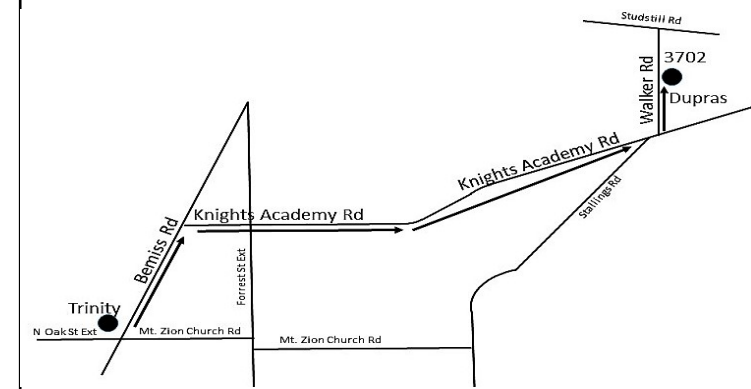 Studstill Rd
3702
Walker Rd
Dupras
Knights Academy Rd
Stallings Rd
Knights Academy Rd
Bemiss Rd
Forrest St Ext
Trinity
N Oak St Ext
Mt. Zion Church Rd
Mt. Zion Church Rd